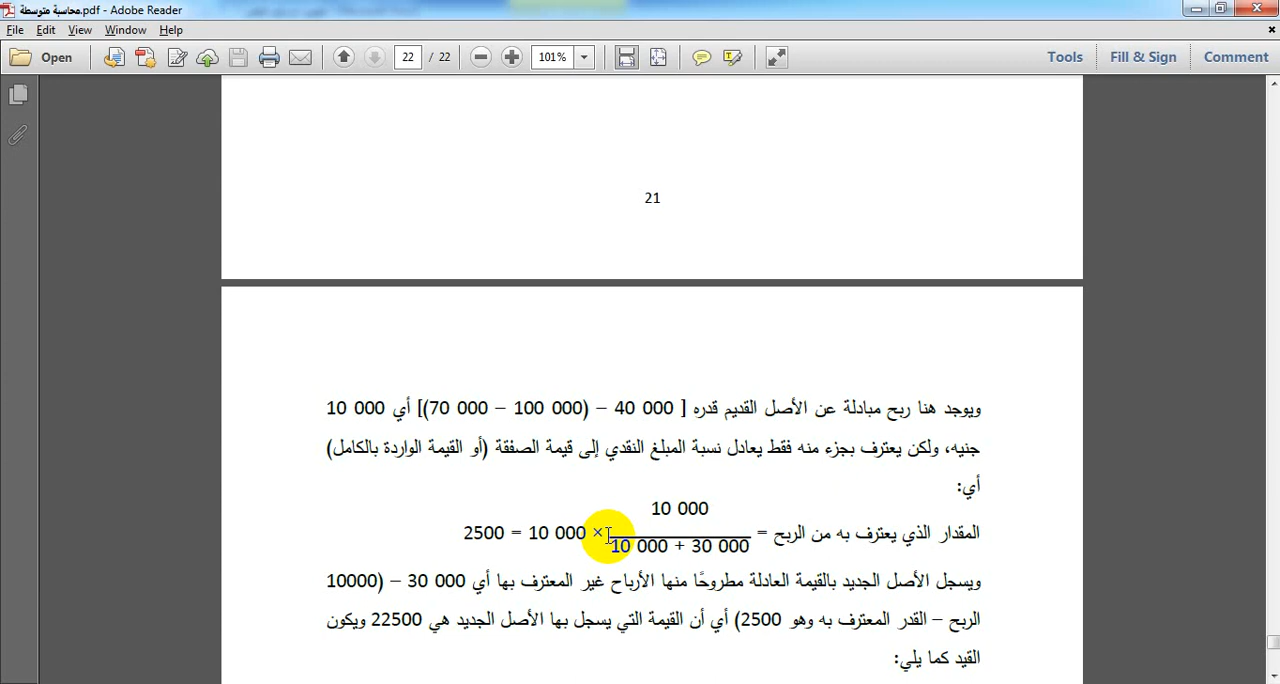 محاسبة متوسطة.pdf - Adobe Reader
File Edit View Window Help
Open 22 / 22 101% Tools Fill & Sign Comment
21
ويوجد هنا ربح مبادلة عن الأصل القديم قدره [ 40 000 – (100 000 – 70 000)] أي 10 000
جنيه، ولكن يعترف بجزء منه فقط يعادل نسبة المبلغ النقدي إلى قيمة الصفقة (أو القيمة الواردة بالكامل)
أي:
10 000
المقدار الذي يعترف به من الربح = × 10 000 = 2500
10 000 + 30 000
ويسجل الأصل الجديد بالقيمة العادلة مطروحًا منها الأرباح غير المعترف بها أي 30 000 – (10000
الربح – القدر المعترف به وهو 2500) أي أن القيمة التي يسجل بها الأصل الجديد هي 22500 ويكون
القيد كما يلي: